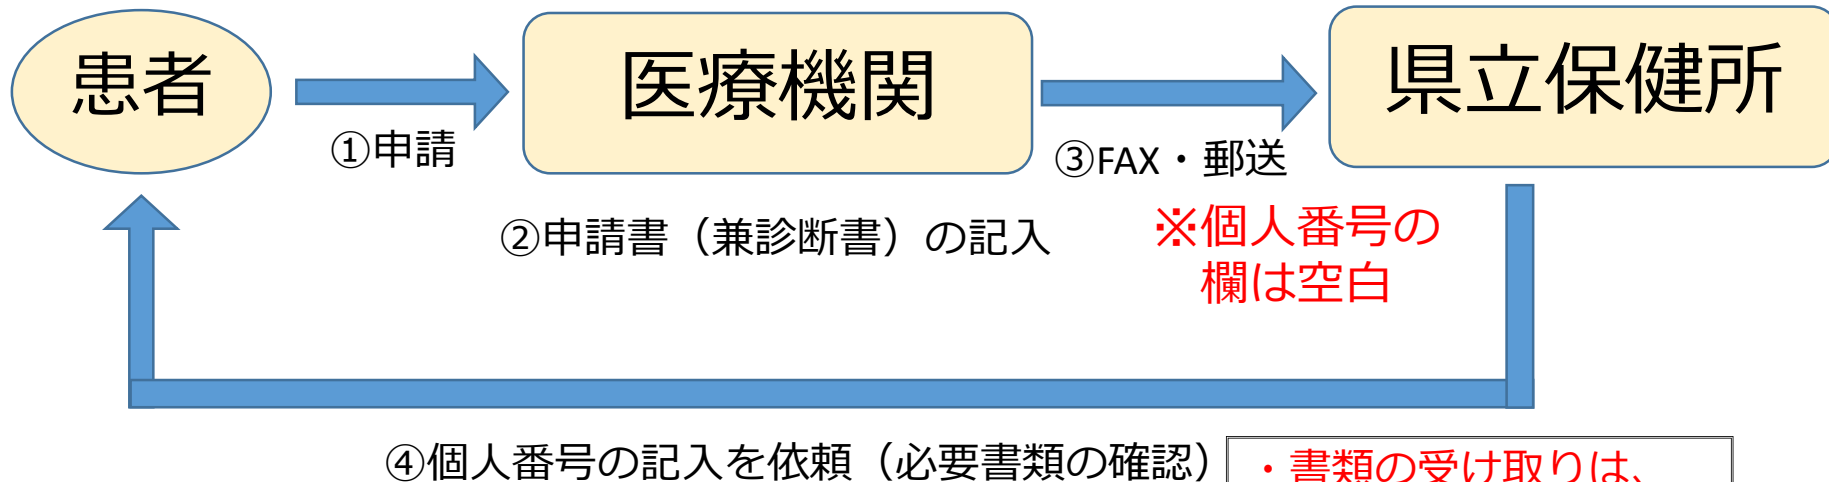 患者
医療機関
県立保健所
①申請
③FAX・郵送
②申請書（兼診断書）の記入
※個人番号の
欄は空白
④個人番号の記入を依頼（必要書類の確認）
・書類の受け取りは、